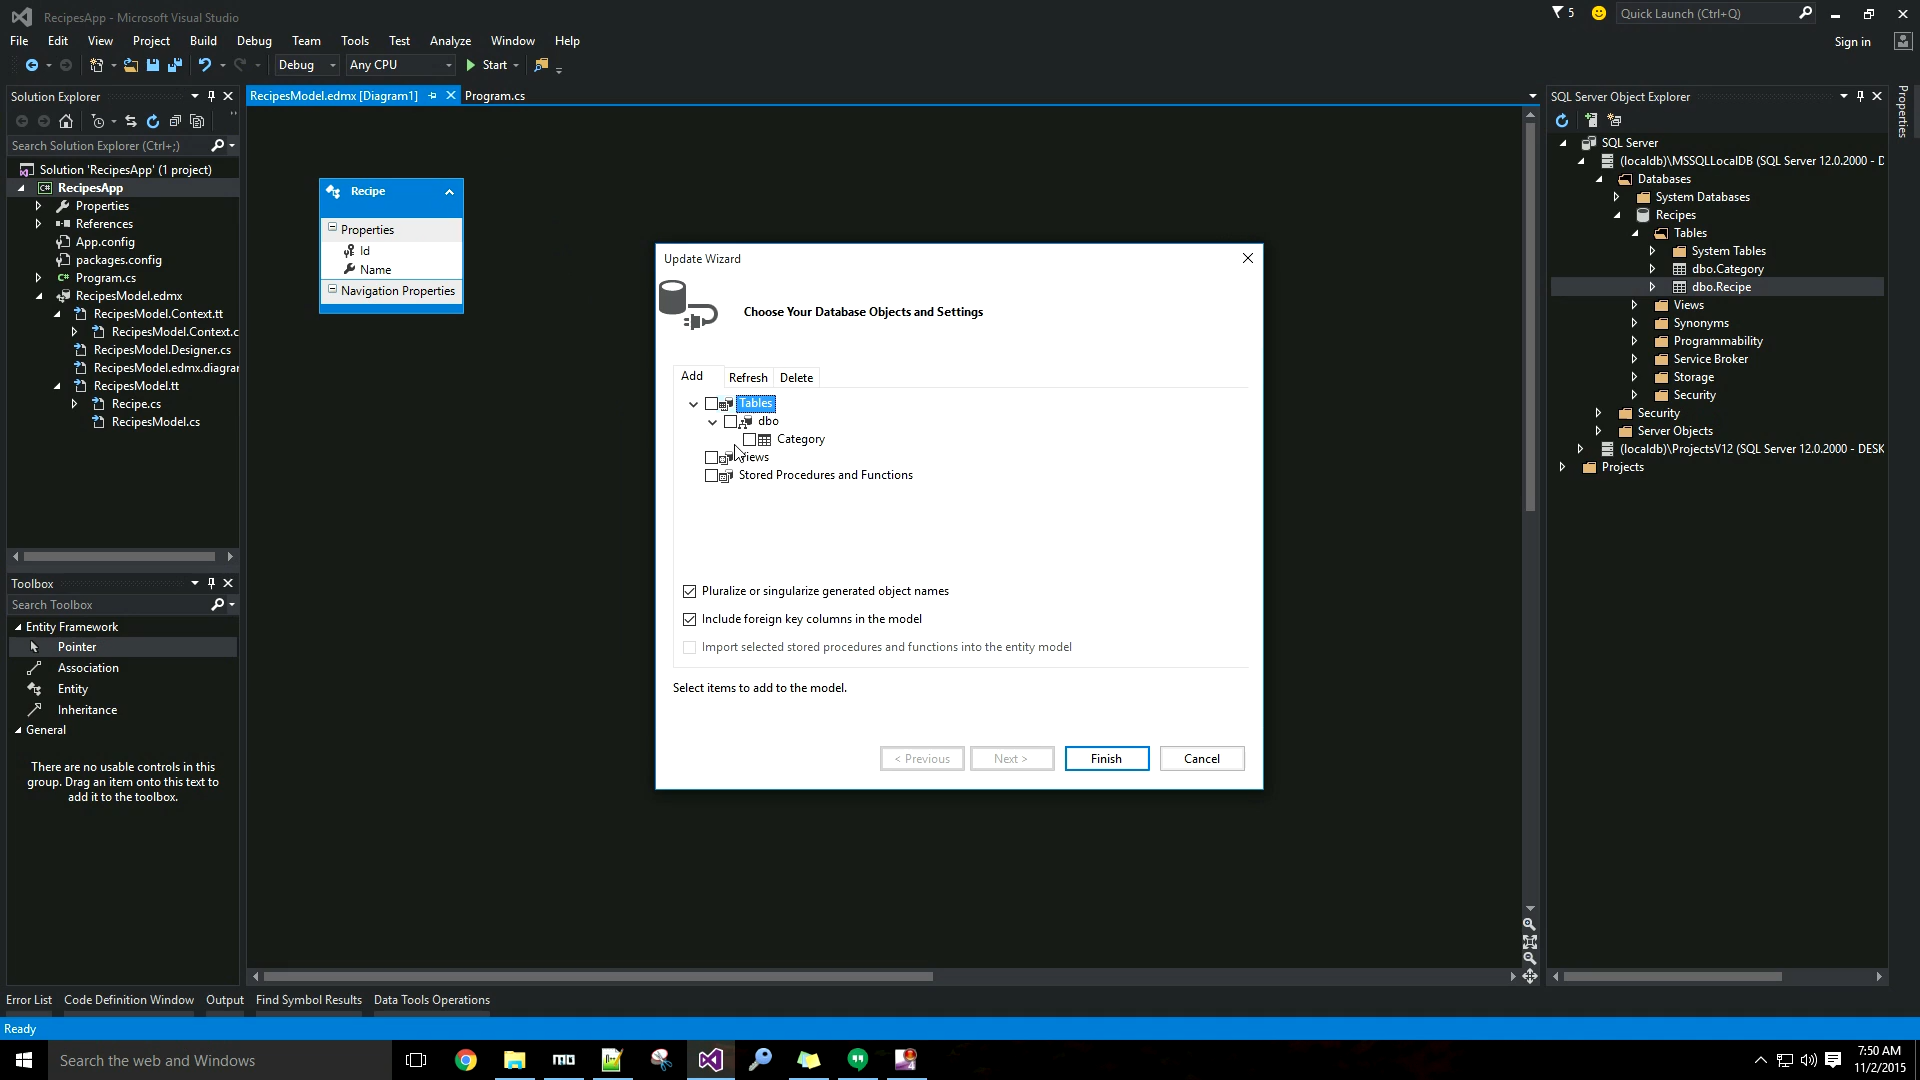 RecipesApp - Microsoft Visual Studio
5
Quick Launch (Ctrl+Q)
File Edit View Project Build Debug Team Tools Test Analyze Window Help
Sign in
Debug Any CPU Start
Solution Explorer
Search Solution Explorer (Ctrl+;)
Solution 'RecipesApp' (1 project)
C# RecipesApp
Properties
References
App.config
packages.config
C# Program.cs
RecipesModel.edmx
RecipesModel.Context.tt
RecipesModel.Context.c
RecipesModel.Designer.cs
RecipesModel.edmx.diagrar
RecipesModel.tt
Recipe.cs
RecipesModel.cs
Toolbox
Search Toolbox
Entity Framework
Pointer
Association
Entity
Inheritance
General
There are no usable controls in this
group. Drag an item onto this text to
add it to the toolbox.
RecipesModel.edmx [Diagram1] Program.cs
Recipe
Properties
Id
Name
Navigation Properties
Update Wizard
Choose Your Database Objects and Settings
Add Refresh Delete
Tables
dbo
Category
iews
Stored Procedures and Functions
Pluralize or singularize generated object names
Include foreign key columns in the model
Import selected stored procedures and functions into the entity model
Select items to add to the model.
< Previous Next > Finish Cancel
SQL Server Object Explorer
SQL Server
(localdb)\MSSQLLocalDB (SQL Server 12.0.2000 - D
Databases
System Databases
Recipes
Tables
System Tables
dbo.Category
dbo.Recipe
Views
Synonyms
Programmability
Service Broker
Storage
Security
Security
Server Objects
(localdb)\ProjectsV12 (SQL Server 12.0.2000 - DESK
Projects
Properties
Error List Code Definition Window Output Find Symbol Results Data Tools Operations
Ready
Search the web and Windows
mo
4
7:50 AM
11/2/2015